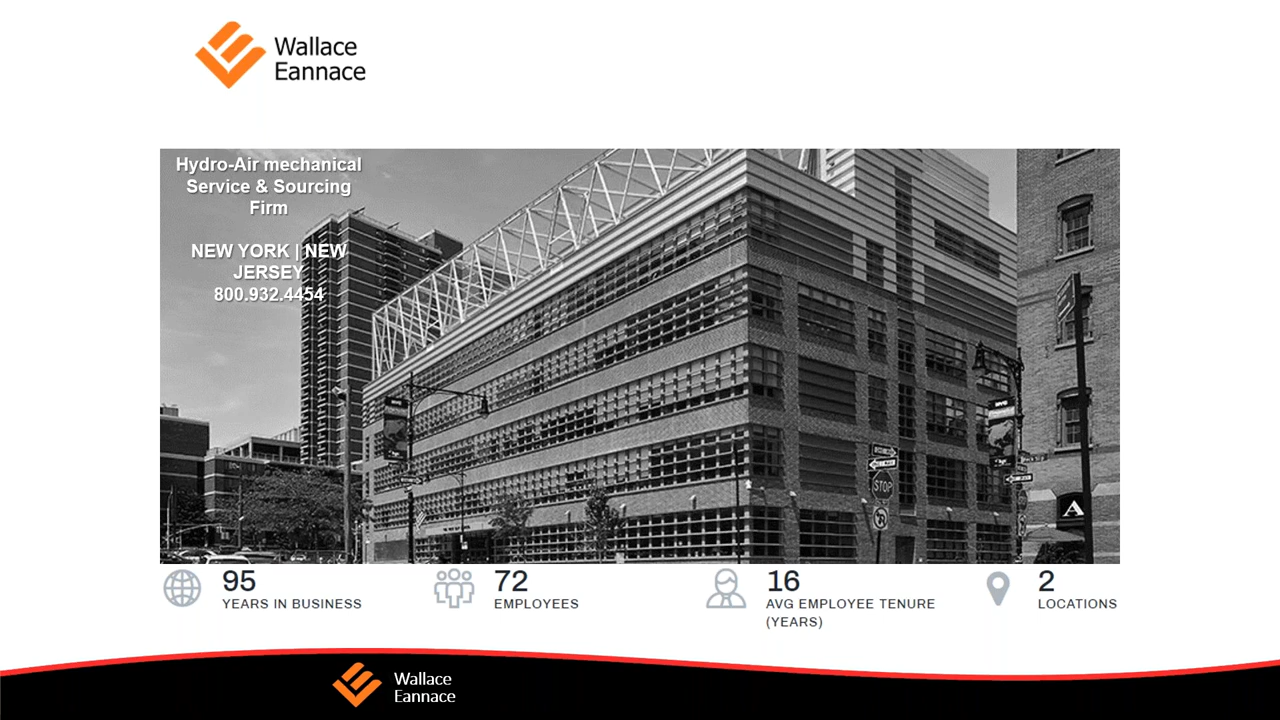 Wallace
Eannace
Hydro-Air mechanical
Service & Sourcing
Firm
NEW YORK | NEW
JERSEY
800.932.4454
STOP
A
95
YEARS IN BUSINESS
72
EMPLOYEES
16
AVG EMPLOYEE TENURE
(YEARS)
2
LOCATIONS
Wallace
Eannace